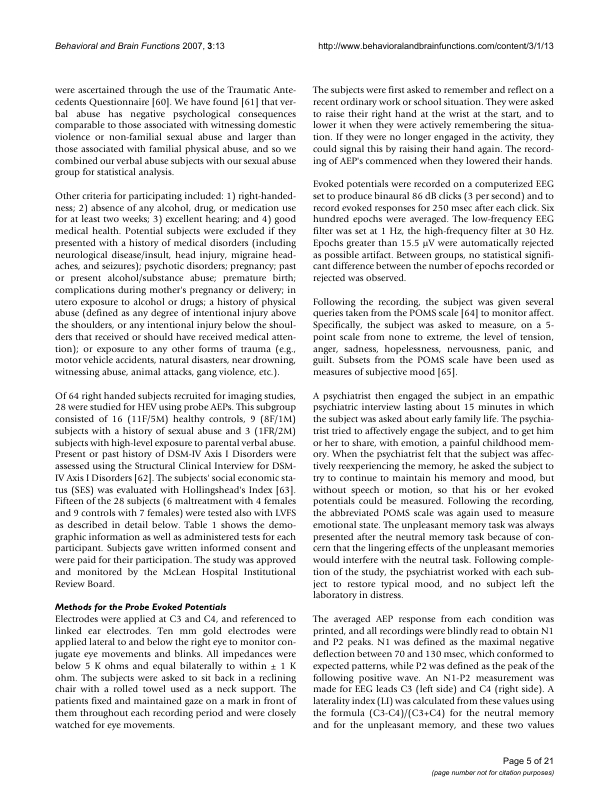 Behavioral and Brain Functions 2007, 3:13
http://www.behavioralandbrainfunctions.com/content/3/1/13
were ascertained through the use of the Traumatic Ante-
cedents Questionnaire [60]. We have found [61] that ver-
bal abuse has negative psychological consequences
comparable to those associated with witnessing domestic
violence or non-familial sexual abuse and larger than
those associated with familial physical abuse, and so we
combined our verbal abuse subjects with our sexual abuse
group for statistical analysis.
Other criteria for participating included: 1) right-handed-
ness; 2) absence of any alcohol, drug, or medication use
for at least two weeks; 3) excellent hearing; and 4) good
medical health. Potential subjects were excluded if they
presented with a history of medical disorders (including
neurological disease/insult, head injury, migraine head-
aches, and seizures); psychotic disorders; pregnancy; past
or present alcohol/substance abuse; premature birth;
complications during mother's pregnancy or delivery; in
utero exposure to alcohol or drugs; a history of physical
abuse (defined as any degree of intentional injury above
the shoulders, or any intentional injury below the shoul-
ders that received or should have received medical atten-
tion); or exposure to any other forms of trauma (e.g.,
motor vehicle accidents, natural disasters, near drowning,
witnessing abuse, animal attacks, gang violence, etc.).
Of 64 right handed subjects recruited for imaging studies,
28 were studied for HEV using probe AEPs. This subgroup
consisted of 16 (11F/5M) healthy controls, 9 (8F/1M)
subjects with a history of sexual abuse and 3 (1FR/2M)
subjects with high-level exposure to parental verbal abuse.
Present or past history of DSM-IV Axis I Disorders were
assessed using the Structural Clinical Interview for DSM-
IV Axis I Disorders [62]. The subjects' social economic sta-
tus (SES) was evaluated with Hollingshead's Index [63].
Fifteen of the 28 subjects (6 maltreatment with 4 females
and 9 controls with 7 females) were tested also with LVFS
as described in detail below. Table 1 shows the demo-
graphic information as well as administered tests for each
participant. Subjects gave written informed consent and
were paid for their participation. The study was approved
and monitored by the McLean Hospital Institutional
Review Board.
Methods for the Probe Evoked Potentials
Electrodes were applied at C3 and C4, and referenced to
linked ear electrodes. Ten mm gold electrodes were
applied lateral to and below the right eye to monitor con-
jugate eye movements and blinks. All impedances were
below 5 K ohms and equal bilaterally to within ± 1 K
ohm. The subjects were asked to sit back in a reclining
chair with a rolled towel used as a neck support. The
patients fixed and maintained gaze on a mark in front of
them throughout each recording period and were closely
watched for eye movements.
The subjects were first asked to remember and reflect on a
recent ordinary work or school situation. They were asked
to raise their right hand at the wrist at the start, and to
lower it when they were actively remembering the situa-
tion. If they were no longer engaged in the activity, they
could signal this by raising their hand again. The record-
ing of AEP's commenced when they lowered their hands.
Evoked potentials were recorded on a computerized EEG
set to produce binaural 86 dB clicks (3 per second) and to
record evoked responses for 250 msec after each click. Six
hundred epochs were averaged. The low-frequency EEG
filter was set at 1 Hz, the high-frequency filter at 30 Hz.
Epochs greater than 15.5 μV were automatically rejected
as possible artifact. Between groups, no statistical signifi-
cant difference between the number of epochs recorded or
rejected was observed.
Following the recording, the subject was given several
queries taken from the POMS scale [64] to monitor affect.
Specifically, the subject was asked to measure, on a 5-
point scale from none to extreme, the level of tension,
anger, sadness, hopelessness, nervousness, panic, and
guilt. Subsets from the POMS scale have been used as
measures of subjective mood [65].
A psychiatrist then engaged the subject in an empathic
psychiatric interview lasting about 15 minutes in which
the subject was asked about early family life. The psychia-
trist tried to affectively engage the subject, and to get him
or her to share, with emotion, a painful childhood mem-
ory. When the psychiatrist felt that the subject was affec-
tively reexperiencing the memory, he asked the subject to
try to continue to maintain his memory and mood, but
without speech or motion, so that his or her evoked
potentials could be measured. Following the recording,
the abbreviated POMS scale was again used to measure
emotional state. The unpleasant memory task was always
presented after the neutral memory task because of con-
cern that the lingering effects of the unpleasant memories
would interfere with the neutral task. Following comple-
tion of the study, the psychiatrist worked with each sub-
ject to restore typical mood, and no subject left the
laboratory in distress.
The averaged AEP response from each condition was
printed, and all recordings were blindly read to obtain N1
and P2 peaks. N1 was defined as the maximal negative
deflection between 70 and 130 msec, which conformed to
expected patterns, while P2 was defined as the peak of the
following positive wave. An N1-P2 measurement was
made for EEG leads C3 (left side) and C4 (right side). A
laterality index (LI) was calculated from these values using
the formula (C3-C4)/(C3+C4) for the neutral memory
and for the unpleasant memory, and these two values
Page 5 of 21
(page number not for citation purposes)